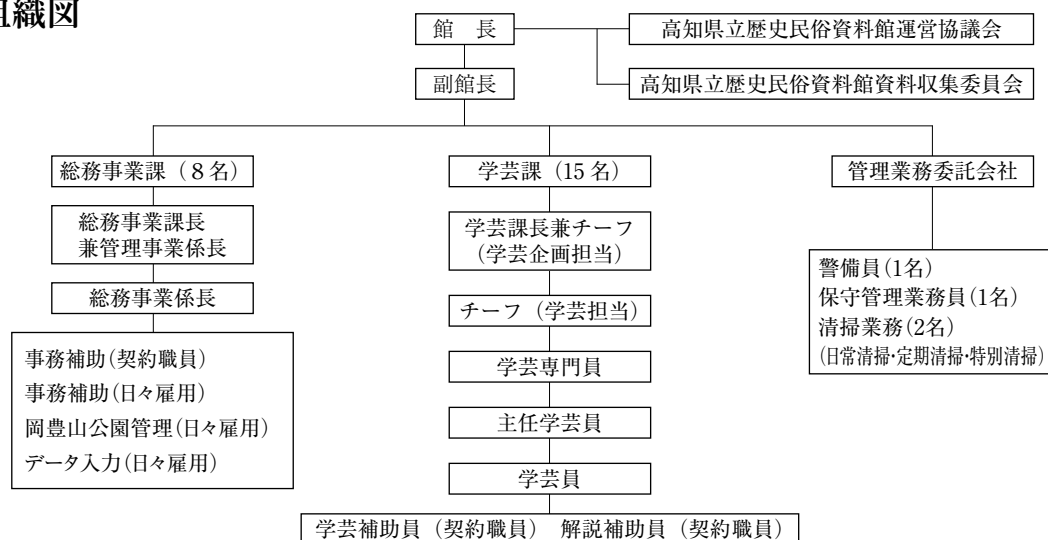 組織図
館　長
高知県立歴史民俗資料館運営協議会
副館長
高知県立歴史民俗資料館資料収集委員会
総務事業課（８名）
総務事業課長
兼管理事業係長
総務事業係長
事務補助(契約職員)
事務補助(日々雇用)
岡豊山公園管理(日々雇用)
データ入力(日々雇用)
学芸課（15名）
学芸課長兼チーフ
（学芸企画担当）
チーフ（学芸担当）
学芸専門員
主任学芸員
学芸員
学芸補助員（契約職員）　解説補助員（契約職員）
管理業務委託会社
警備員(1名)
保守管理業務員(1名)
清掃業務(2名)
(日常清掃・定期清掃・特別清掃)